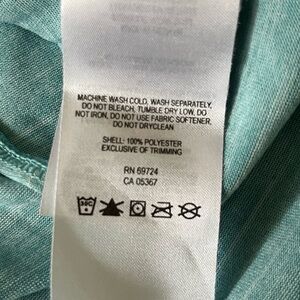 MACHINE WASH COLD, WASH SEPARATELY,
DO NOT BLEACH, TUMBLE DRY LOW, DO
NOT IRON, DO NOT USE FABRIC SOFTENER.
DO NOT DRYCLEAN
SHELL: 100% POLYESTER
EXCLUSIVE OF TRIMMING
RN 69724
CA 05367